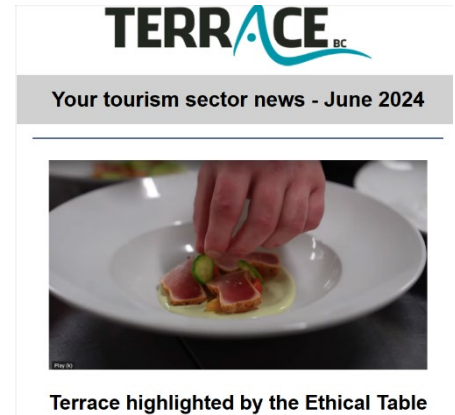 TERRACE BC
Your tourism sector news - June 2024
Play (k)
Terrace highlighted by the Ethical Table